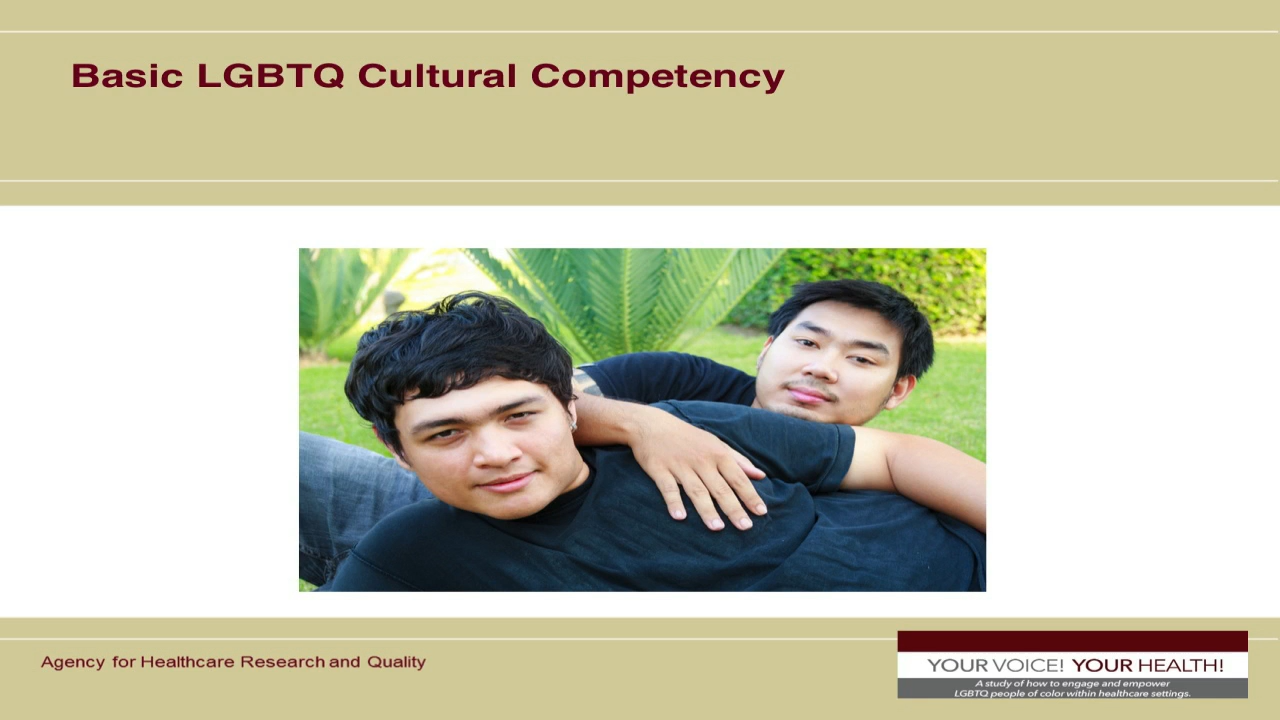 Basic LGBTQ Cultural Competency
Agency for Healthcare Research and Quality
YOUR VOICE! YOUR HEALTH!
A study of how to engage and empower
LGBTQ people of color within healthcare settings.